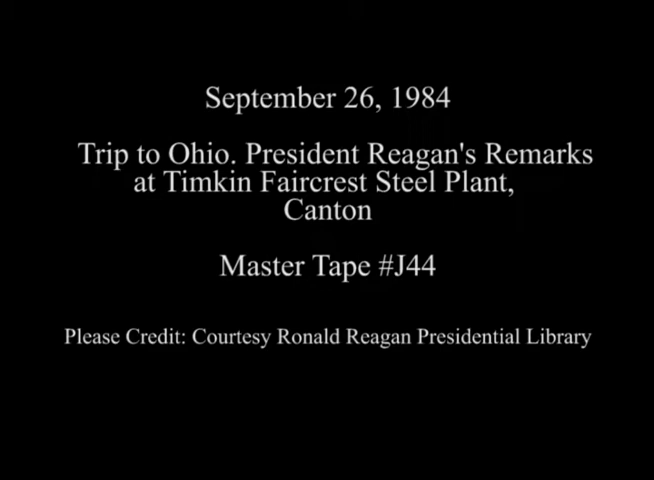 September 26, 1984
Trip to Ohio. President Reagan's Remarks
at Timkin Faircrest Steel Plant,
Canton
Master Tape #J44
Please Credit: Courtesy Ronald Reagan Presidential Library